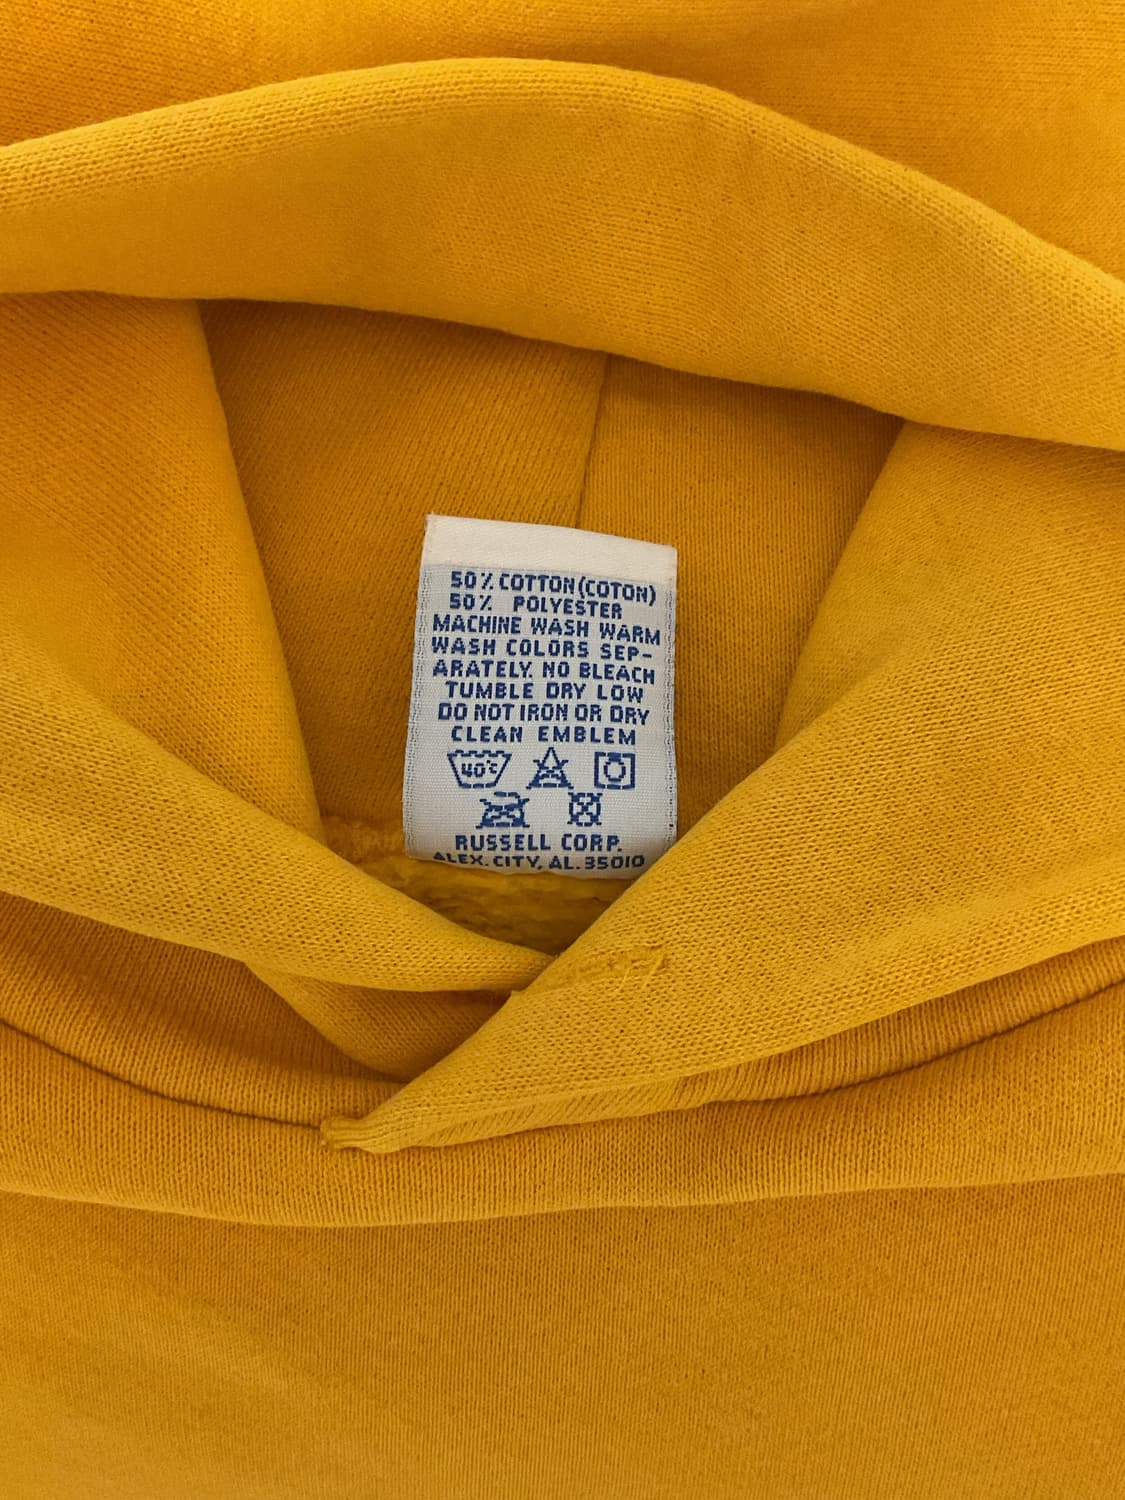 50% COTTON (COTON)
50% POLYESTER
MACHINE WASH WARM
WASH COLORS SEP-
ARATELY. NO BLEACH
TUMBLE DRY LOW
DO NOT IRON OR DRY
CLEAN EMBLEM
40°C
RUSSELL CORP.
ALEX. CITY, AL. 35010